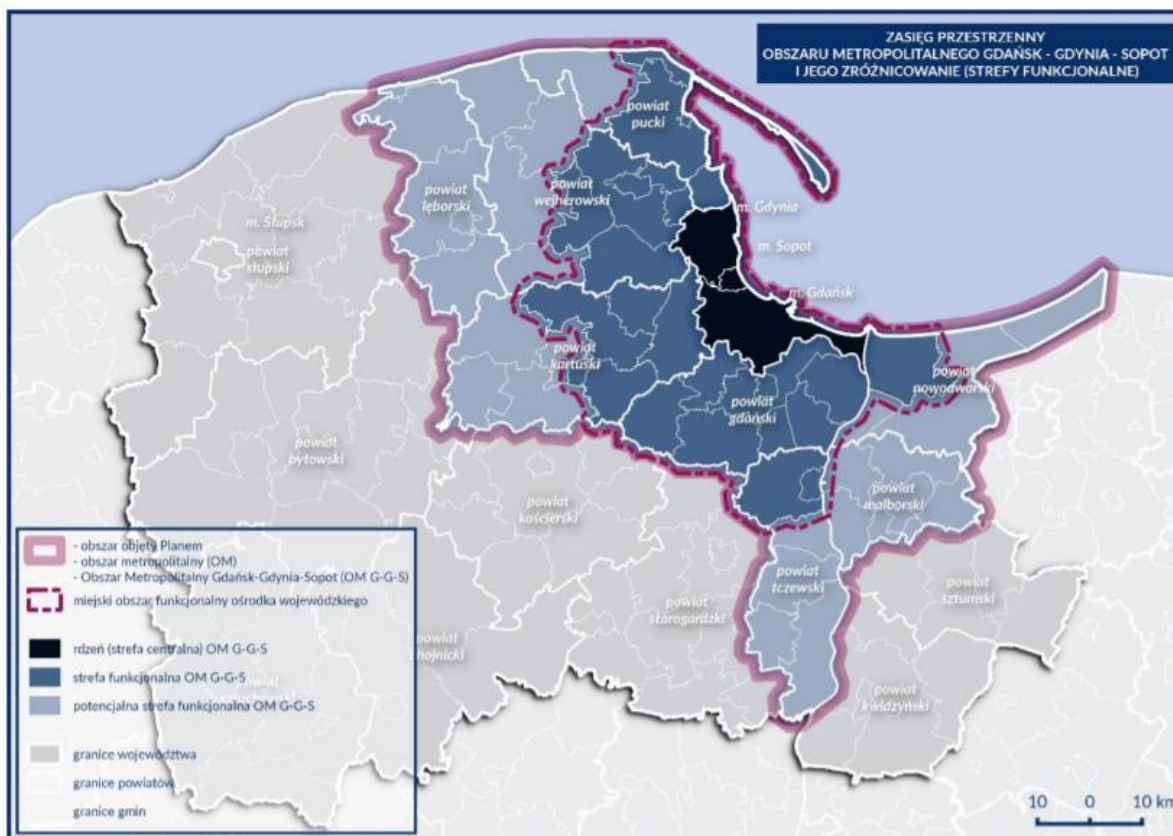 ZASIĘG PRZESTRZENNY
OBSZARU METROPOLITALNEGO GDAŃSK - GDYNIA - SOPOT
I JEGO ZRÓŻNICOWANIE (STREFY FUNKCJONALNE)
powiat
pucki
powiat
lęborski
powiat
wejherowski
m. Gdynia
m. Słupsk
powiat
słupski
m. Sopot
m. Gdańsk
powiat
kartuski
powiat
nowodworski
powiat
gdański
powiat
bytowski
powiat
malborski
powiat
kościerski
powiat
tczewski
powiat
sztumski
powiat
starogardzki
powiat
chojnicki
powiat
powiat
kwidzyński
- obszar objęty Planem
- obszar metropolitalny (OM)
- Obszar Metropolitalny Gdańsk-Gdynia-Sopot (OM G-G-S)
miejski obszar funkcjonalny ośrodka wojewódzkiego
rdzeń (strefa centralna) OM G-G-S
strefa funkcjonalna OM G-G-S
potencjalna strefa funkcjonalna OM G-G-S
granice województwa
granice powiatów
granice gmin
10 0 10 km